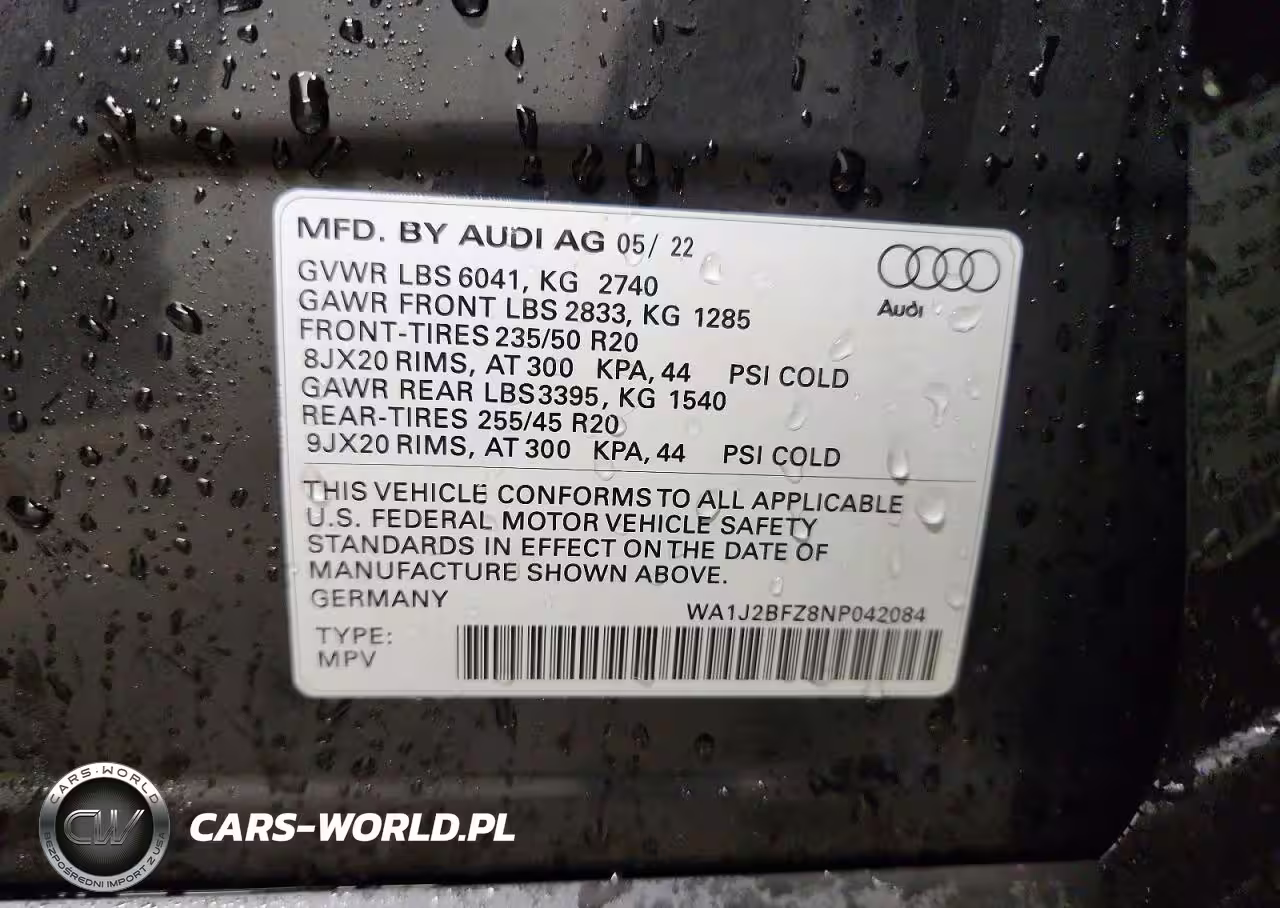 MFD. BY AUDI AG 05/ 22
GVWR LBS 6041, KG 2740
GAWR FRONT LBS 2833, KG 1285
FRONT-TIRES 235/50 R20
8JX20 RIMS, AT 300 KPA, 44 PSI COLD
GAWR REAR LBS3395, KG 1540
REAR-TIRES 255/45 R20
9JX20 RIMS, AT 300 KPA, 44 PSI COLD
Audi
THIS VEHICLE CONFORMS TO ALL APPLICABLE
U.S. FEDERAL MOTOR VEHICLE SAFETY
STANDARDS IN EFFECT ON THE DATE OF
MANUFACTURE SHOWN ABOVE.
GERMANY
WA1J2BFZ8NP042084
TYPE:
MPV
CARS-WORLD
CW
BEZPOŚREDNI IMPORT Z USA
CARS-WORLD.PL